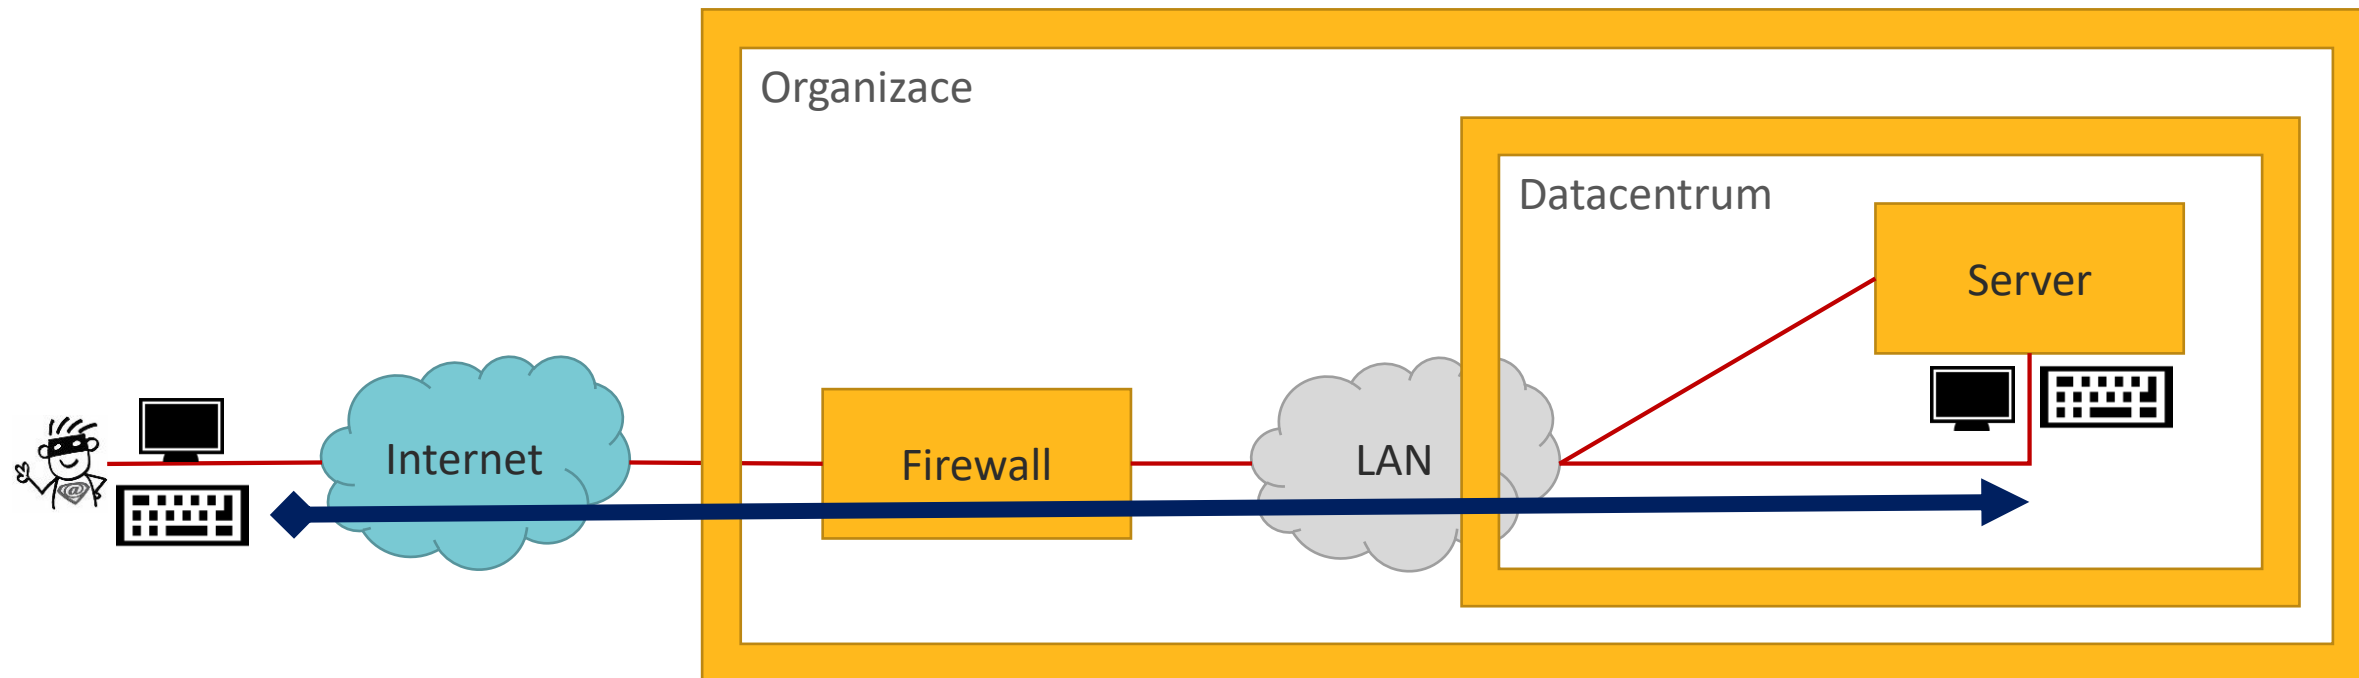 Organizace
Datacentrum
Server
Internet
Firewall
LAN
@